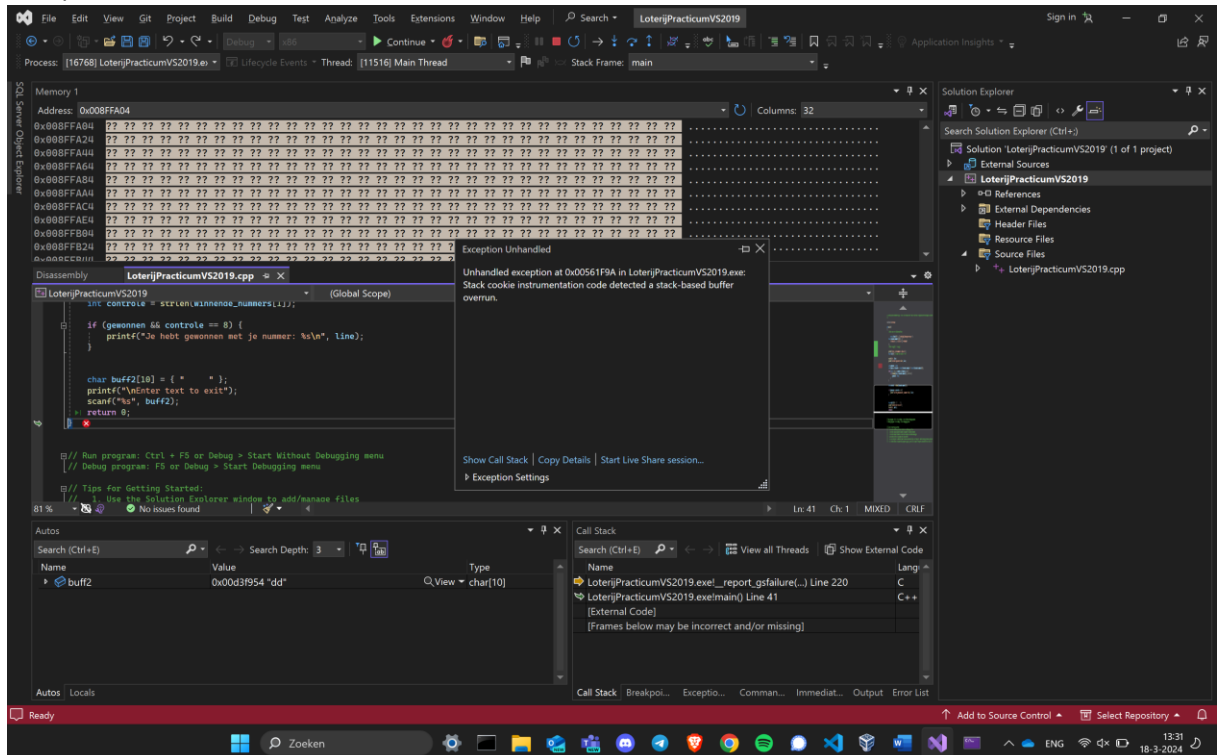 File Edit View Git Project Build Debug Test Analyze Tools Extensions Window Help Search LoterijPracticumVS2019 Sign in
Debug x86 Continue Application Insights
Process: [16768] LoterijPracticumVS2019.ex Lifecycle Events Thread: [11516] Main Thread Stack Frame: main
SQL Server Object Explorer
Memory 1
Address: 0x008FFA04 Columns: 32
0x008FFA04 ?? ?? ?? ?? ?? ?? ?? ?? ?? ?? ?? ?? ?? ?? ?? ?? ?? ?? ?? ?? ?? ?? ?? ?? ?? ?? ?? ?? ?? ?? ?? ?? ................................
0x008FFA24 ?? ?? ?? ?? ?? ?? ?? ?? ?? ?? ?? ?? ?? ?? ?? ?? ?? ?? ?? ?? ?? ?? ?? ?? ?? ?? ?? ?? ?? ?? ?? ?? ................................
0x008FFA44 ?? ?? ?? ?? ?? ?? ?? ?? ?? ?? ?? ?? ?? ?? ?? ?? ?? ?? ?? ?? ?? ?? ?? ?? ?? ?? ?? ?? ?? ?? ?? ?? ................................
0x008FFA64 ?? ?? ?? ?? ?? ?? ?? ?? ?? ?? ?? ?? ?? ?? ?? ?? ?? ?? ?? ?? ?? ?? ?? ?? ?? ?? ?? ?? ?? ?? ?? ?? ................................
0x008FFA84 ?? ?? ?? ?? ?? ?? ?? ?? ?? ?? ?? ?? ?? ?? ?? ?? ?? ?? ?? ?? ?? ?? ?? ?? ?? ?? ?? ?? ?? ?? ?? ?? ................................
0x008FFAA4 ?? ?? ?? ?? ?? ?? ?? ?? ?? ?? ?? ?? ?? ?? ?? ?? ?? ?? ?? ?? ?? ?? ?? ?? ?? ?? ?? ?? ?? ?? ?? ?? ................................
0x008FFAC4 ?? ?? ?? ?? ?? ?? ?? ?? ?? ?? ?? ?? ?? ?? ?? ?? ?? ?? ?? ?? ?? ?? ?? ?? ?? ?? ?? ?? ?? ?? ?? ?? ................................
0x008FFAE4 ?? ?? ?? ?? ?? ?? ?? ?? ?? ?? ?? ?? ?? ?? ?? ?? ?? ?? ?? ?? ?? ?? ?? ?? ?? ?? ?? ?? ?? ?? ?? ?? ................................
0x008FFB04 ?? ?? ?? ?? ?? ?? ?? ?? ?? ?? ?? ?? ?? ?? ?? ?? ?? ?? ?? ?? ?? ?? ?? ?? ?? ?? ?? ?? ?? ?? ?? ?? ................................
0x008FFB24 ?? ?? ?? ?? ?? ?? ?? ?? ?? ?? ?? ?? ?? ?? ?? ?? ?? ?? ?? ??
0x008FFB44
Exception Unhandled
Unhandled exception at 0x00561F9A in LoterijPracticumVS2019.exe:
Stack cookie instrumentation code detected a stack-based buffer
overrun.
Show Call Stack | Copy Details | Start Live Share session...
Exception Settings
Disassembly LoterijPracticumVS2019.cpp
LoterijPracticumVS2019 (Global Scope)
int controle = strlen(winnende_nummers[i]);
if (gewonnen && controle == 8) {
printf("Je hebt gewonnen met je nummer: %s\n", line);
}
char buff2[10] = { " " };
printf("\nEnter text to exit");
scanf("%s", buff2);
return 0;
}
// Run program: Ctrl + F5 or Debug > Start Without Debugging menu
// Debug program: F5 or Debug > Start Debugging menu
// Tips for Getting Started:
// 1. Use the Solution Explorer window to add/manage files
81 % No issues found Ln: 41 Ch: 1 MIXED CRLF
Autos
Search (Ctrl+E) Search Depth: 3
Name Value Type
buff2 0x00d3f954 "dd" View char[10]
Autos Locals
Call Stack
Search (Ctrl+E) View all Threads Show External Code
Name Lang
LoterijPracticumVS2019.exe!__report_gsfailure(...) Line 220 C
LoterijPracticumVS2019.exe!main() Line 41 C++
[External Code]
[Frames below may be incorrect and/or missing]
Call Stack Breakpoi... Exceptio... Comman... Immediat... Output Error List
Solution Explorer
Search Solution Explorer (Ctrl+;)
Solution 'LoterijPracticumVS2019' (1 of 1 project)
External Sources
LoterijPracticumVS2019
References
External Dependencies
Header Files
Resource Files
Source Files
LoterijPracticumVS2019.cpp
Ready Add to Source Control Select Repository
Zoeken ENG 13:31
18-3-2024